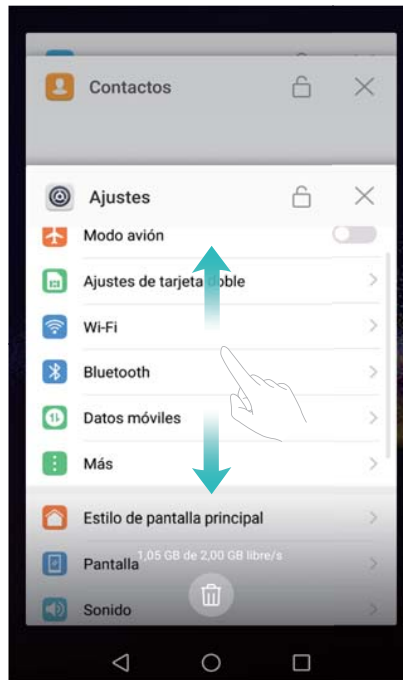 Contactos
Ajustes
Modo avión
Ajustes de tarjeta doble
Wi-Fi
Bluetooth
Datos móviles
Más
Estilo de pantalla principal
1,05 GB de 2,00 GB libre/s
Pantalla
Sonido